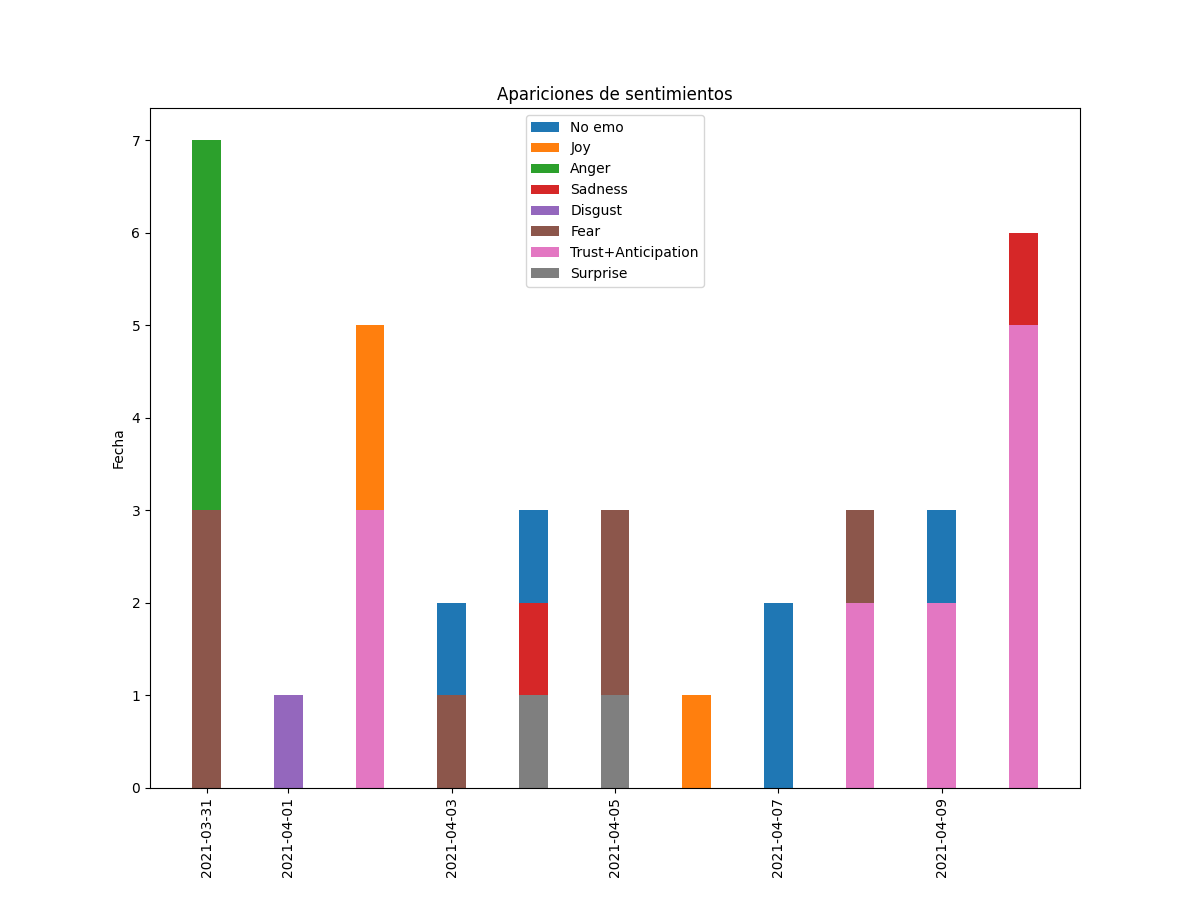 Apariciones de sentimientos
No emo
Joy
Anger
Sadness
Disgust
Fear
Trust+Anticipation
Surprise
7
6
5
4
3
2
1
0
Fecha
2021-03-31
2021-04-01
2021-04-03
2021-04-05
2021-04-07
2021-04-09